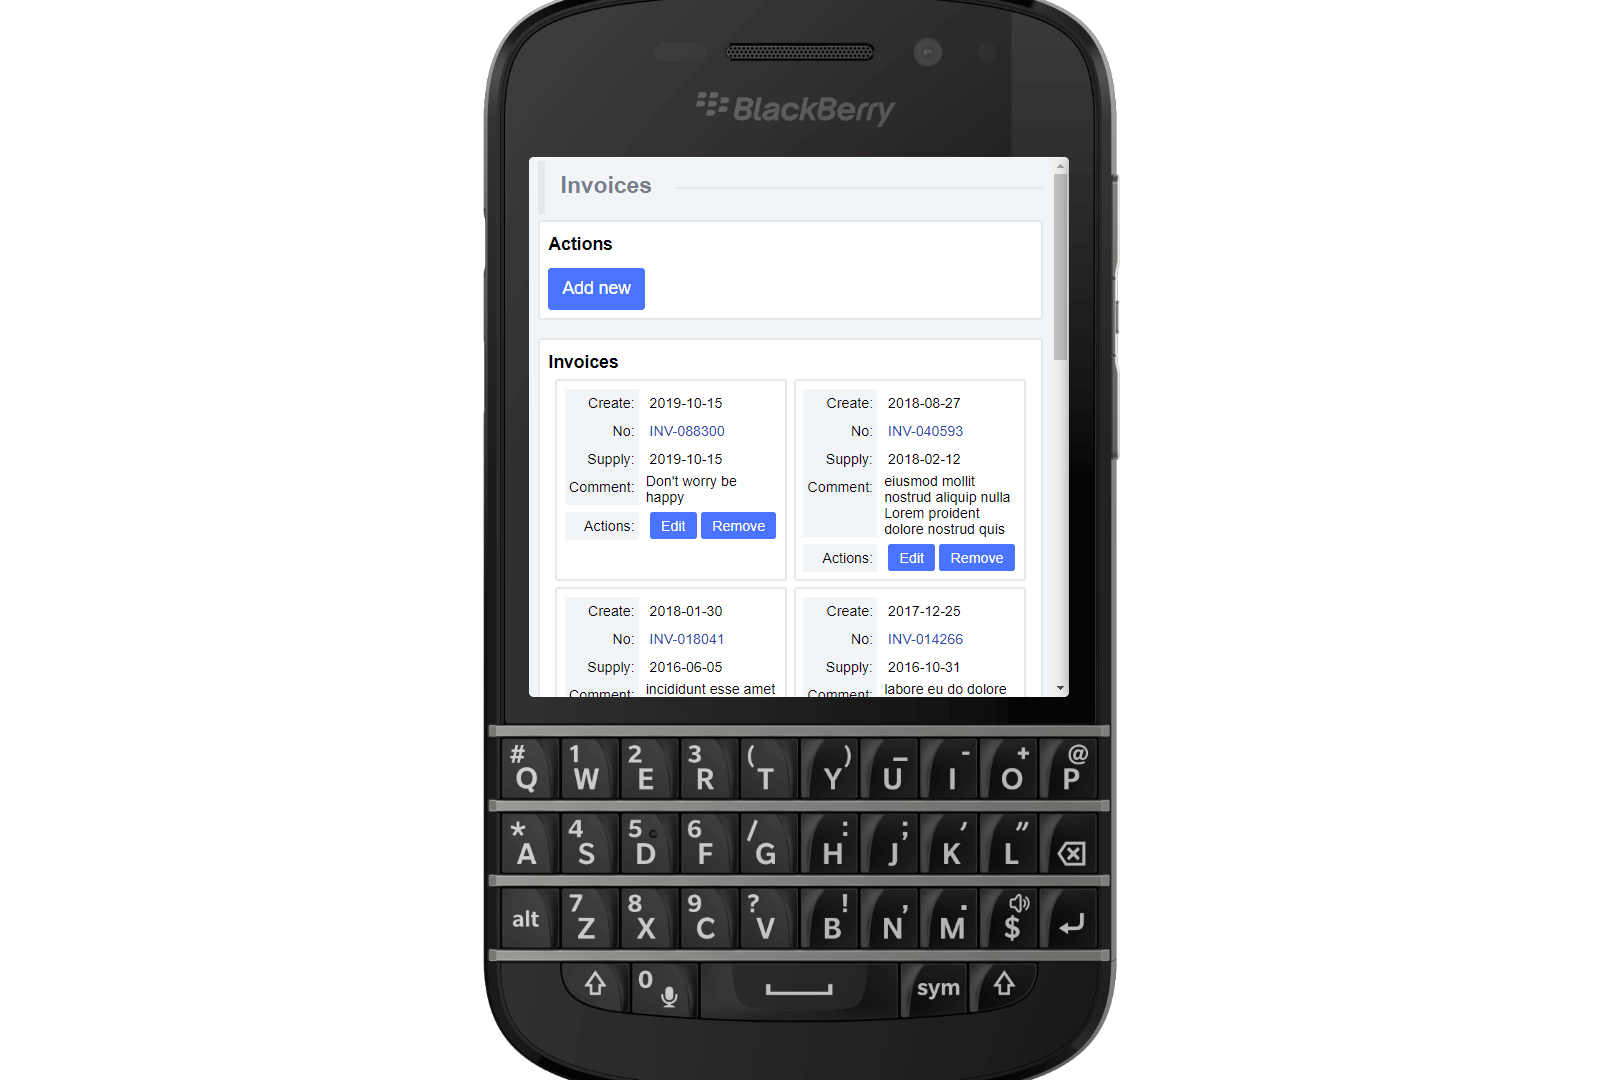 BlackBerry
Invoices
Actions
Add new
Invoices
Create: 2019-10-15
No: INV-088300
Supply: 2019-10-15
Comment: Don't worry be
happy
Actions: Edit Remove
Create: 2018-08-27
No: INV-040593
Supply: 2018-02-12
Comment: eiusmod mollit
nostrud aliquip nulla
Lorem proident
dolore nostrud quis
Actions: Edit Remove
Create: 2018-01-30
No: INV-018041
Supply: 2016-06-05
Comment: incididunt esse amet
Create: 2017-12-25
No: INV-014266
Supply: 2016-10-31
Comment: labore eu do dolore
# 1 2 3 ( ) _ - + @
Q W E R T Y U I O P
* 4 5 6 / : ; ' "
A S D F G H J K L
7 8 9 ? ! , .
alt Z X C V B N M $
0
sym